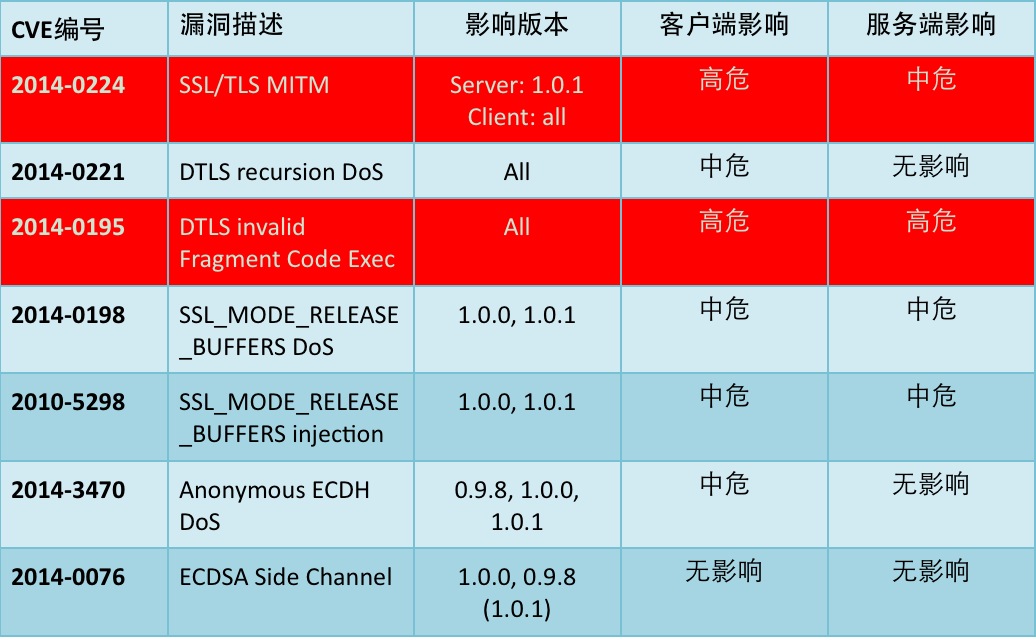 CVE编号 漏洞描述 影响版本 客户端影响 服务端影响
2014-0224 SSL/TLS MITM Server: 1.0.1 高危 中危
Client: all
2014-0221 DTLS recursion DoS All 中危 无影响
2014-0195 DTLS invalid All 高危 高危
Fragment Code Exec
2014-0198 SSL_MODE_RELEASE 1.0.0, 1.0.1 中危 中危
_BUFFERS DoS
2010-5298 SSL_MODE_RELEASE 1.0.0, 1.0.1 中危 中危
_BUFFERS injection
2014-3470 Anonymous ECDH 0.9.8, 1.0.0, 中危 无影响
DoS 1.0.1
2014-0076 ECDSA Side Channel 1.0.0, 0.9.8 无影响 无影响
(1.0.1)